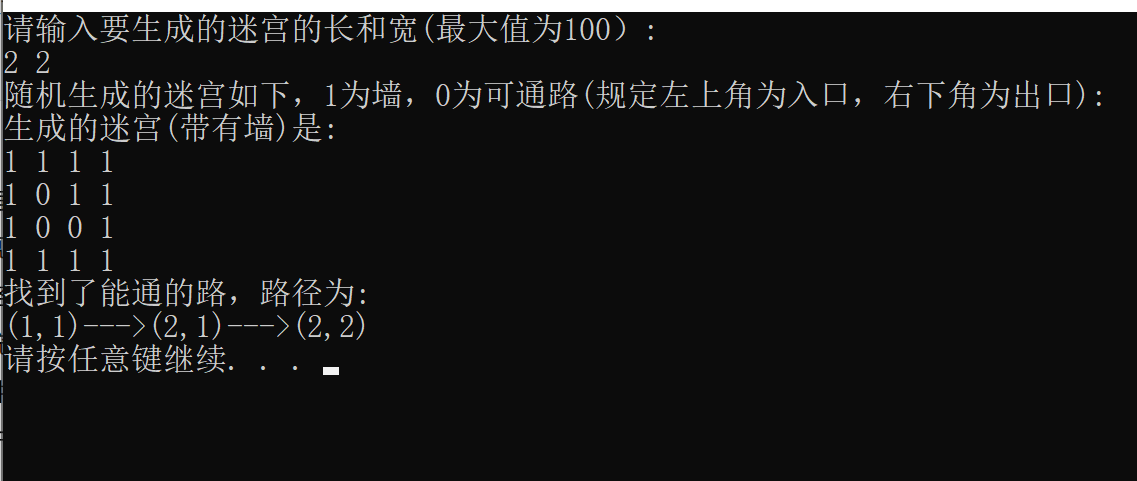 请输入要生成的迷宫的长和宽(最大值为100）:
2 2
随机生成的迷宫如下，1为墙，0为可通路(规定左上角为入口，右下角为出口):
生成的迷宫(带有墙)是:
1 1 1 1
1 0 1 1
1 0 0 1
1 1 1 1
找到了能通的路，路径为:
(1,1)--->(2,1)--->(2,2)
请按任意键继续. . .